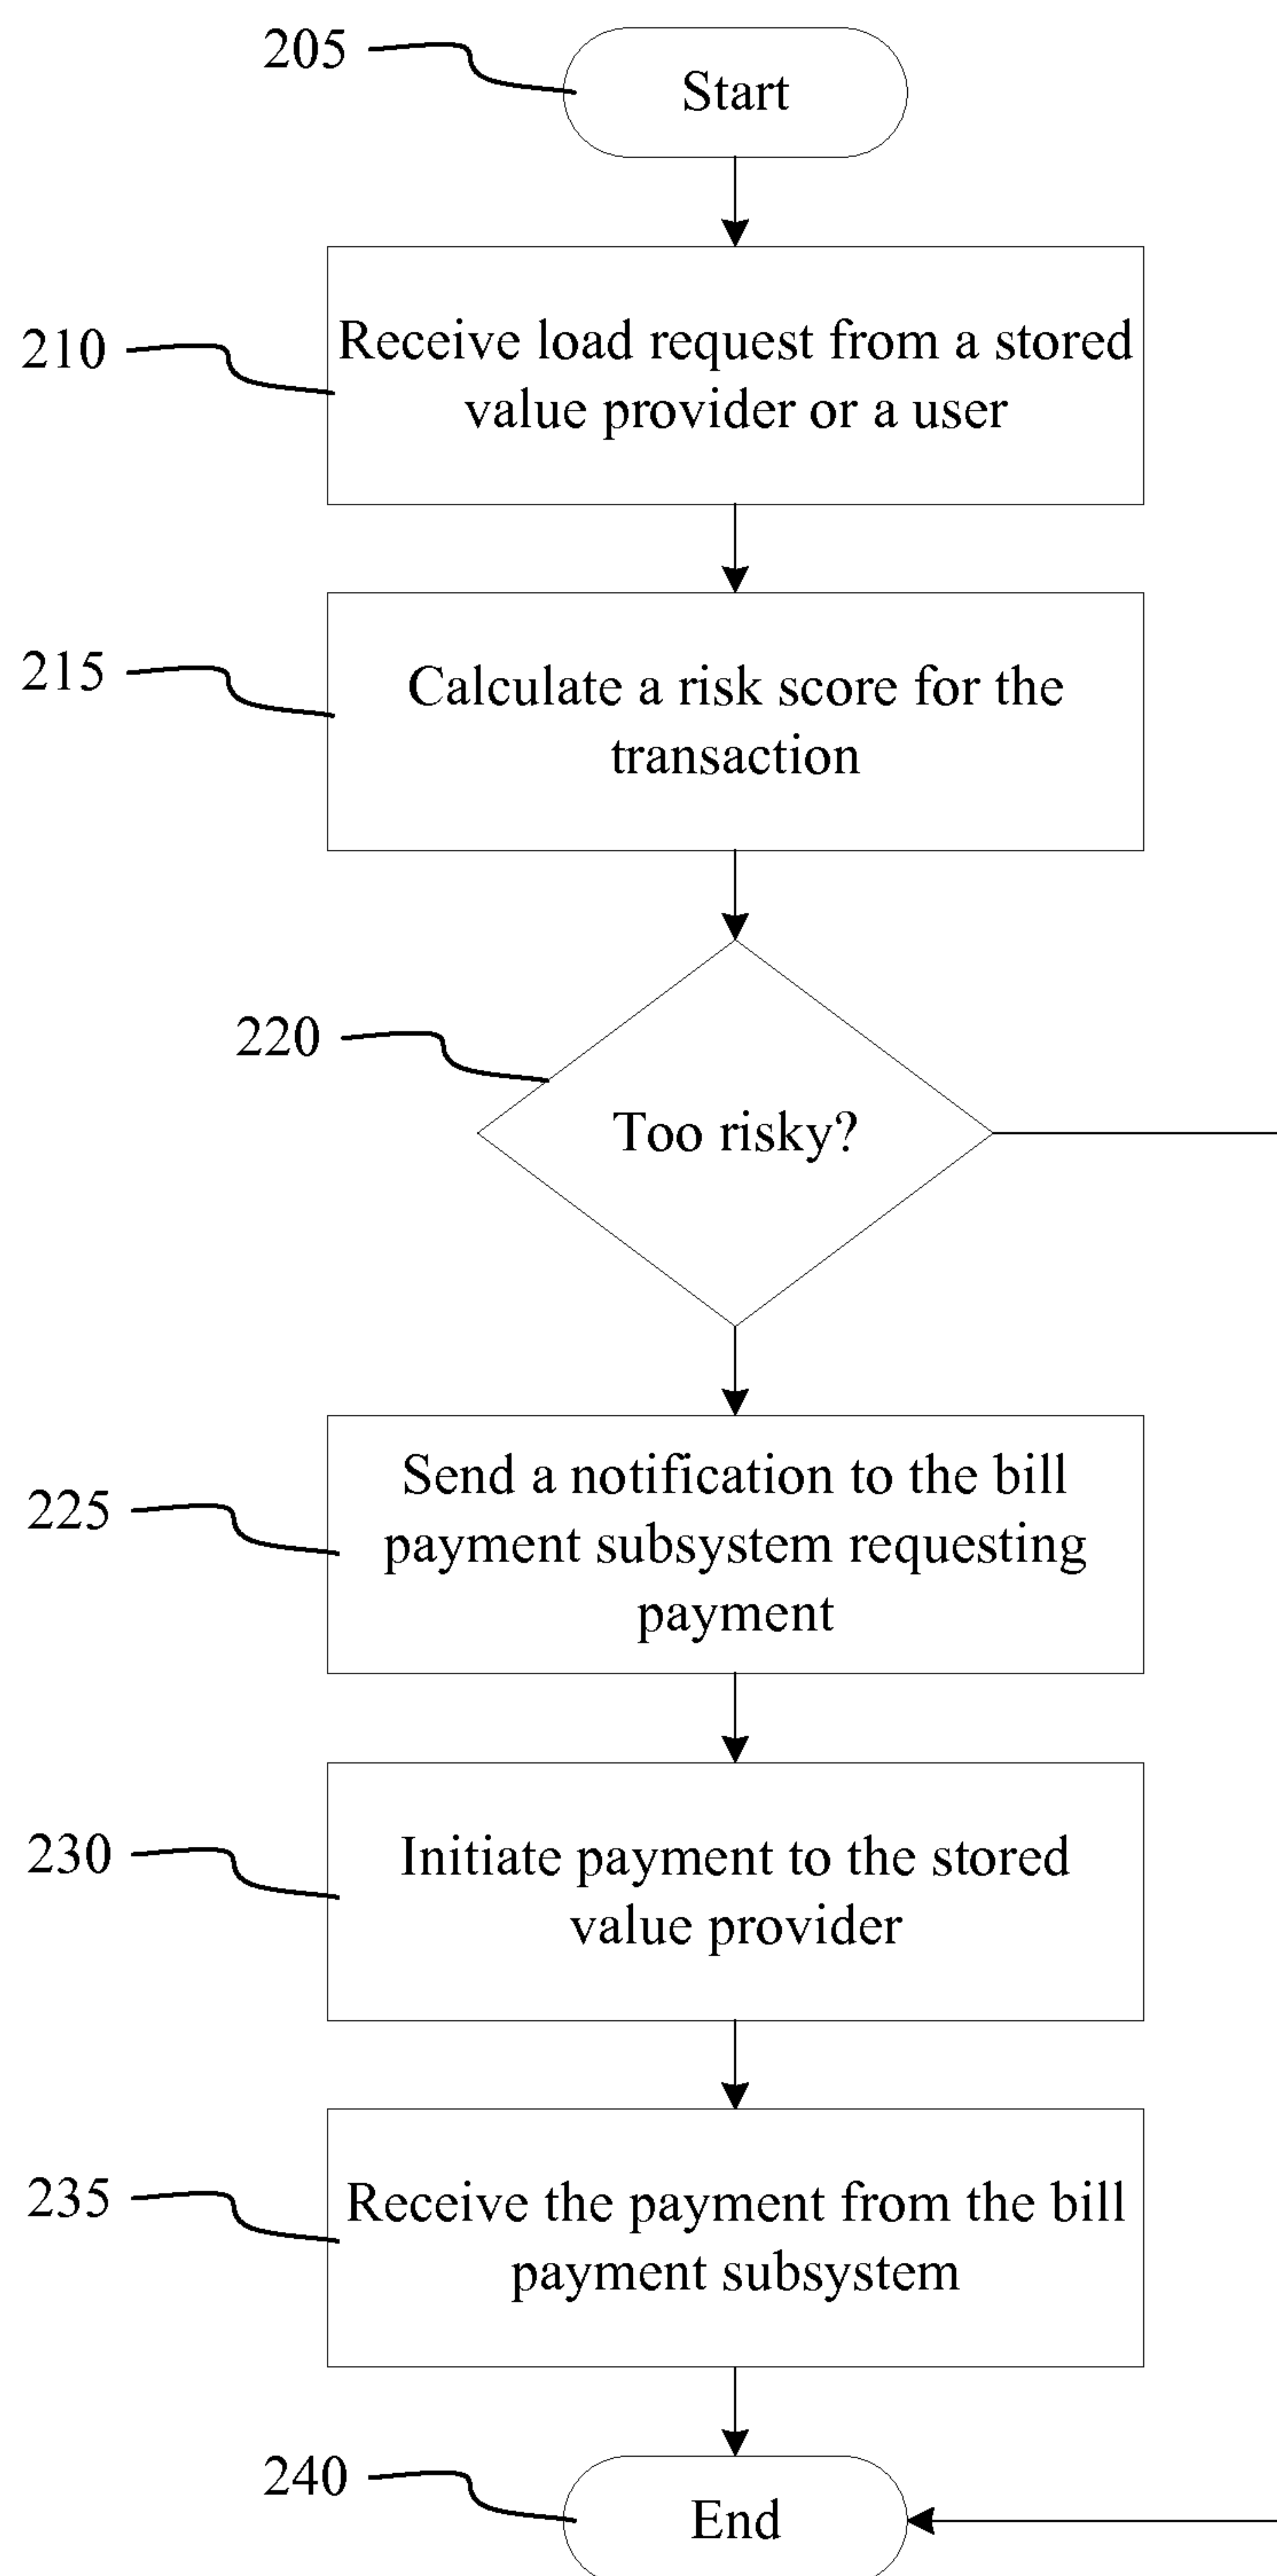 205
Start
210
Receive load request from a stored
value provider or a user
215
Calculate a risk score for the
transaction
220
Too risky?
225
Send a notification to the bill
payment subsystem requesting
payment
230
Initiate payment to the stored
value provider
235
Receive the payment from the bill
payment subsystem
240
End